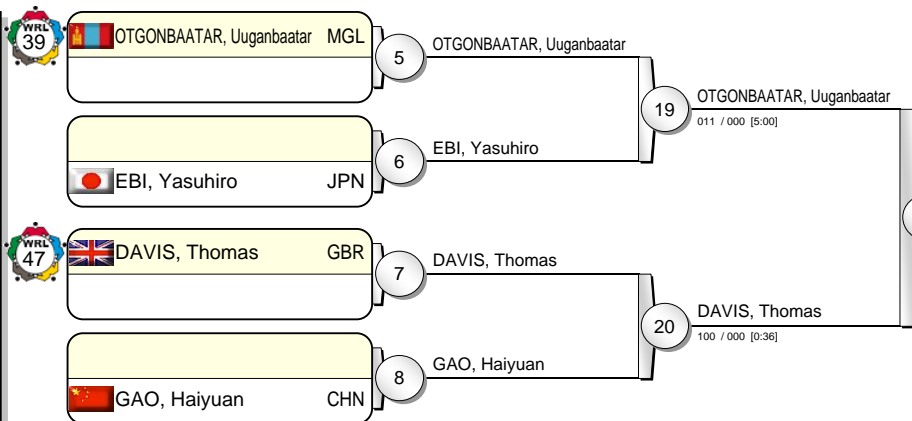 WRL
39
OTGONBAATAR, Uuganbaatar MGL
5
OTGONBAATAR, Uuganbaatar
19
OTGONBAATAR, Uuganbaatar
011 / 000 [5:00]
6
EBI, Yasuhiro
EBI, Yasuhiro JPN
WRL
47
DAVIS, Thomas GBR
7
DAVIS, Thomas
20
DAVIS, Thomas
100 / 000 [0:36]
8
GAO, Haiyuan
GAO, Haiyuan CHN